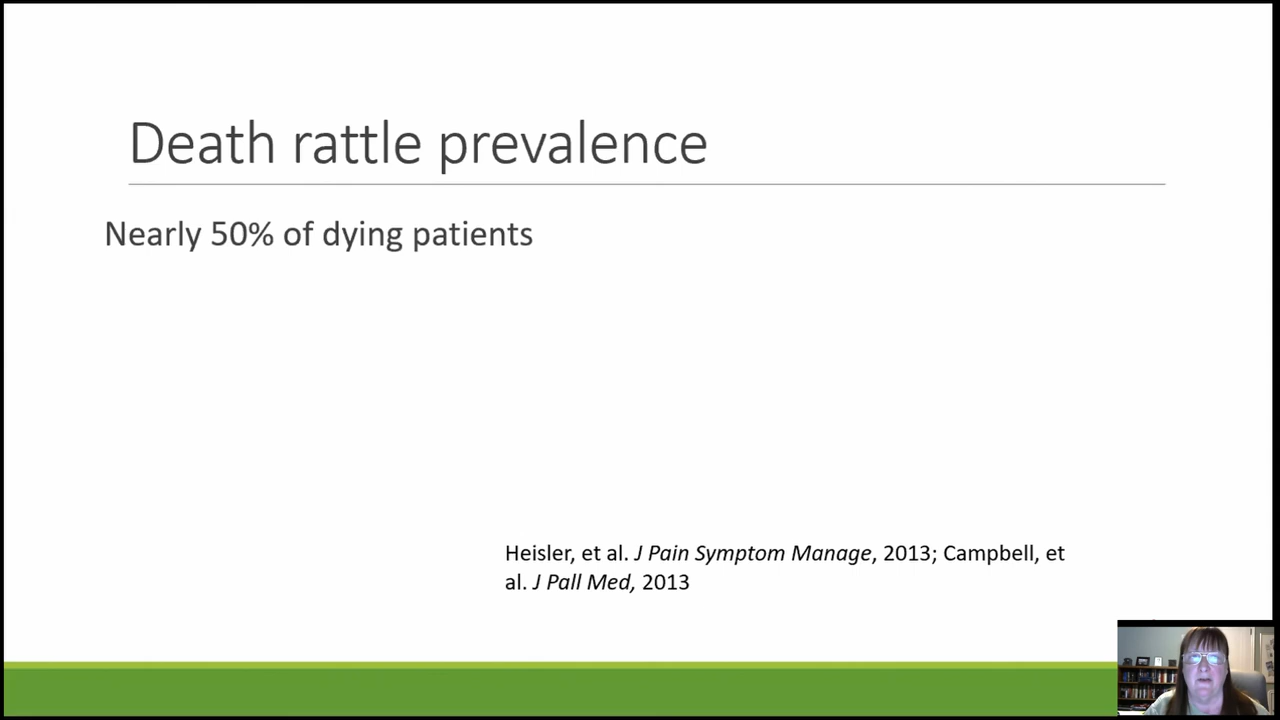 Death rattle prevalence
Nearly 50% of dying patients
Heisler, et al. J Pain Symptom Manage, 2013; Campbell, et
al. J Pall Med, 2013